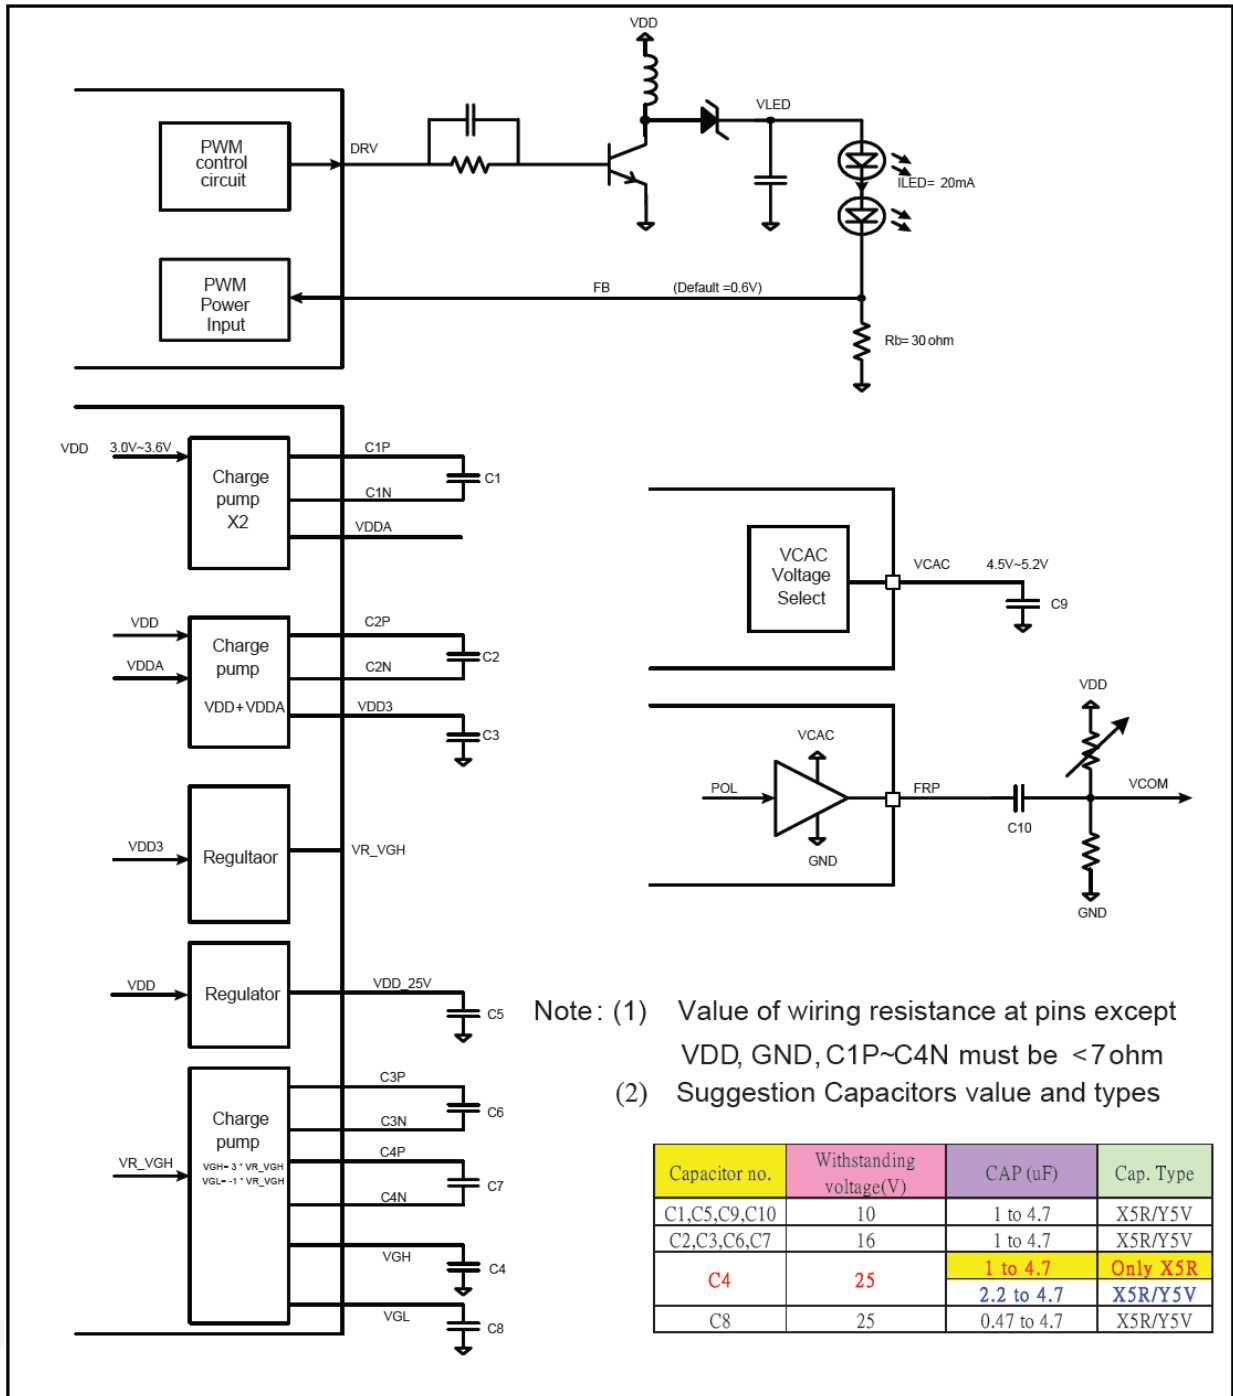 VDD
PWM
control
circuit
DRV
VLED
ILED= 20mA
PWM
Power
Input
FB
(Default =0.6V)
Rb= 30 ohm
VDD
3.0V~3.6V
Charge
pump
X2
C1P
C1
C1N
VDDA
VDD
VDDA
Charge
pump
VDD+VDDA
C2P
C2
C2N
VDD3
C3
VDD3
Regultaor
VR_VGH
VDD
Regulator
VDD_25V
C5
VR_VGH
Charge
pump
VGH= 3 * VR_VGH
VGL= -1 * VR_VGH
C3P
C6
C3N
C4P
C7
C4N
VGH
C4
VGL
C8
VCAC
Voltage
Select
VCAC
4.5V~5.2V
C9
POL
VCAC
GND
FRP
C10
VDD
VCOM
GND
Note: (1) Value of wiring resistance at pins except
VDD, GND, C1P~C4N must be <7ohm
(2) Suggestion Capacitors value and types
Capacitor no. Withstanding voltage(V) CAP (uF) Cap. Type
C1,C5,C9,C10 10 1 to 4.7 X5R/Y5V
C2,C3,C6,C7 16 1 to 4.7 X5R/Y5V
C4 25 1 to 4.7 Only X5R
2.2 to 4.7 X5R/Y5V
C8 25 0.47 to 4.7 X5R/Y5V